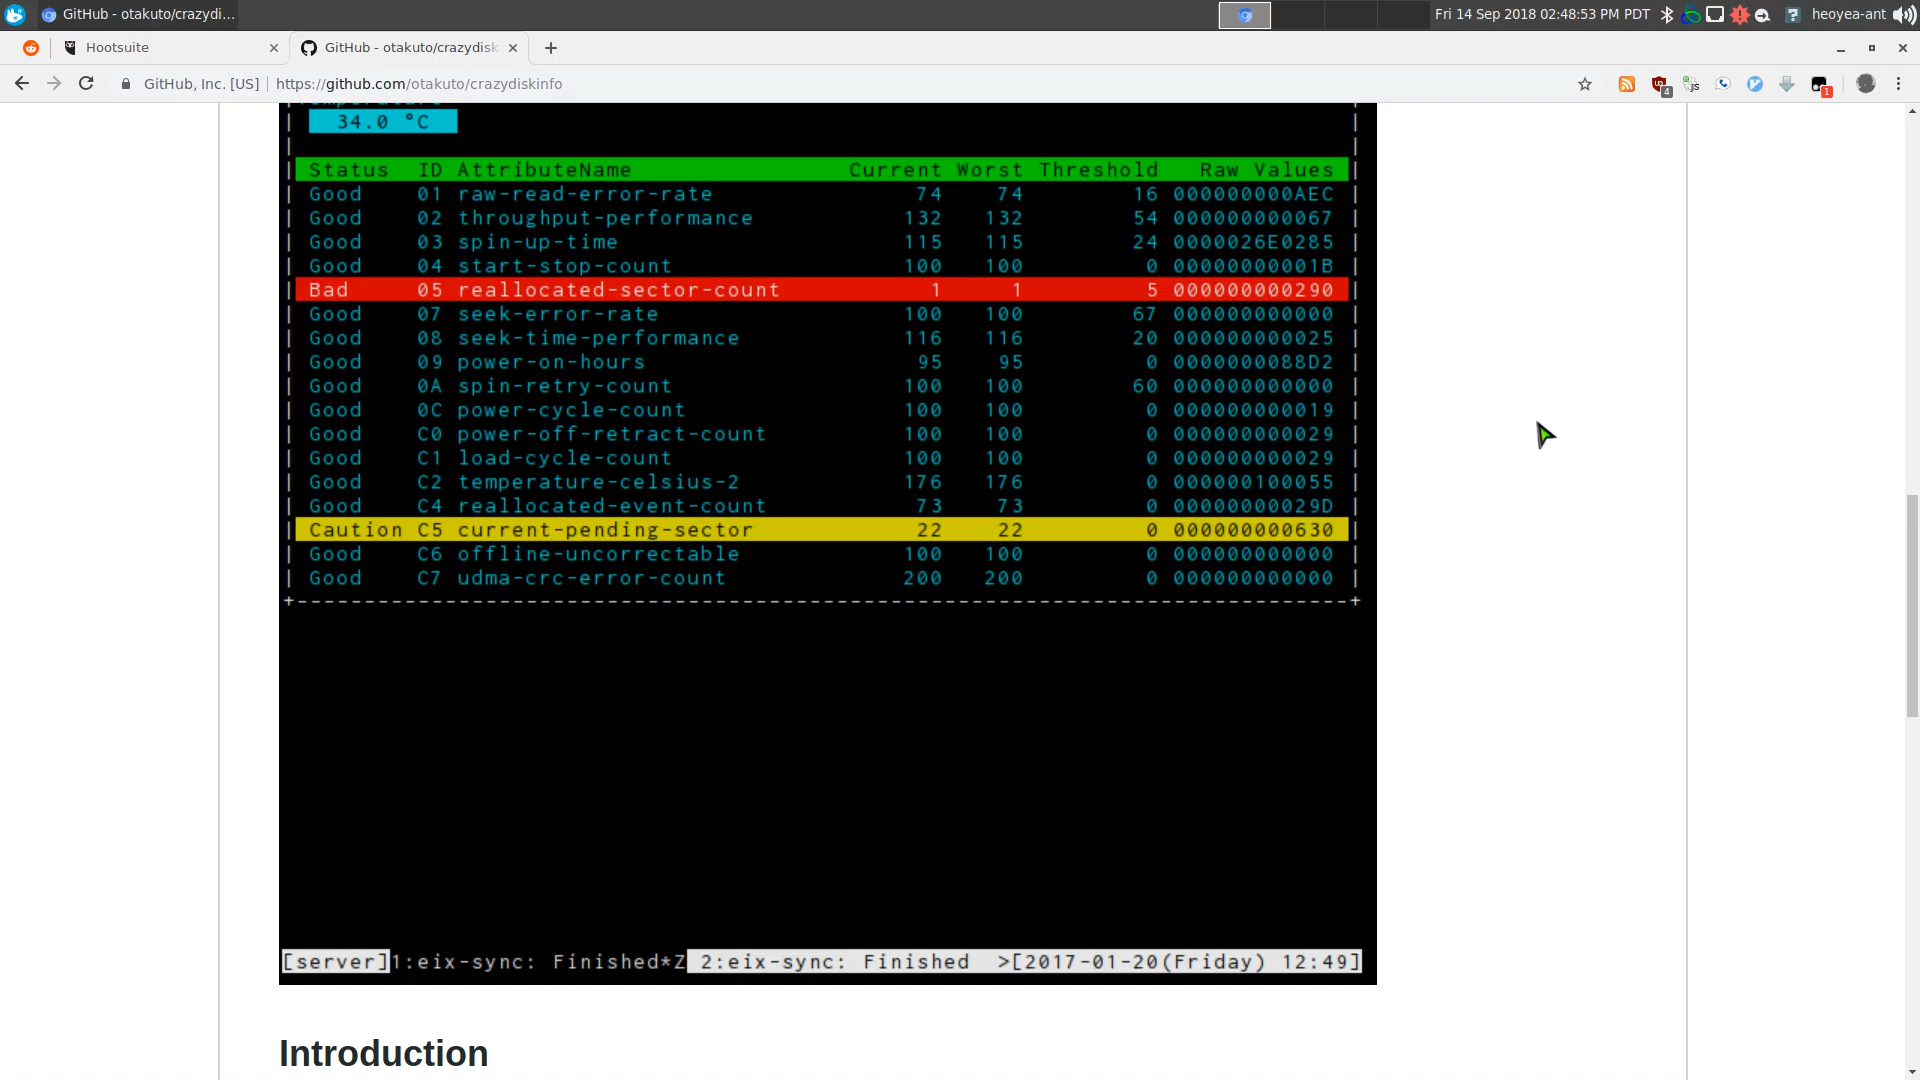 GitHub - otakuto/crazydi...
Fri 14 Sep 2018 02:48:53 PM PDT
heoyea-ant
Hootsuite
GitHub - otakuto/crazydisk
GitHub, Inc. [US]
https://github.com/otakuto/crazydiskinfo
4
1
34.0 °C
Status ID AttributeName Current Worst Threshold Raw Values
Good 01 raw-read-error-rate 74 74 16 000000000AEC
Good 02 throughput-performance 132 132 54 000000000067
Good 03 spin-up-time 115 115 24 0000026E0285
Good 04 start-stop-count 100 100 0 00000000001B
Bad 05 reallocated-sector-count 1 1 5 000000000290
Good 07 seek-error-rate 100 100 67 000000000000
Good 08 seek-time-performance 116 116 20 000000000025
Good 09 power-on-hours 95 95 0 0000000088D2
Good 0A spin-retry-count 100 100 60 000000000000
Good 0C power-cycle-count 100 100 0 000000000019
Good C0 power-off-retract-count 100 100 0 000000000029
Good C1 load-cycle-count 100 100 0 000000000029
Good C2 temperature-celsius-2 176 176 0 000000100055
Good C4 reallocated-event-count 73 73 0 00000000029D
Caution C5 current-pending-sector 22 22 0 000000000630
Good C6 offline-uncorrectable 100 100 0 000000000000
Good C7 udma-crc-error-count 200 200 0 000000000000
[server]1:eix-sync: Finished*Z 2:eix-sync: Finished >[2017-01-20(Friday) 12:49]
Introduction